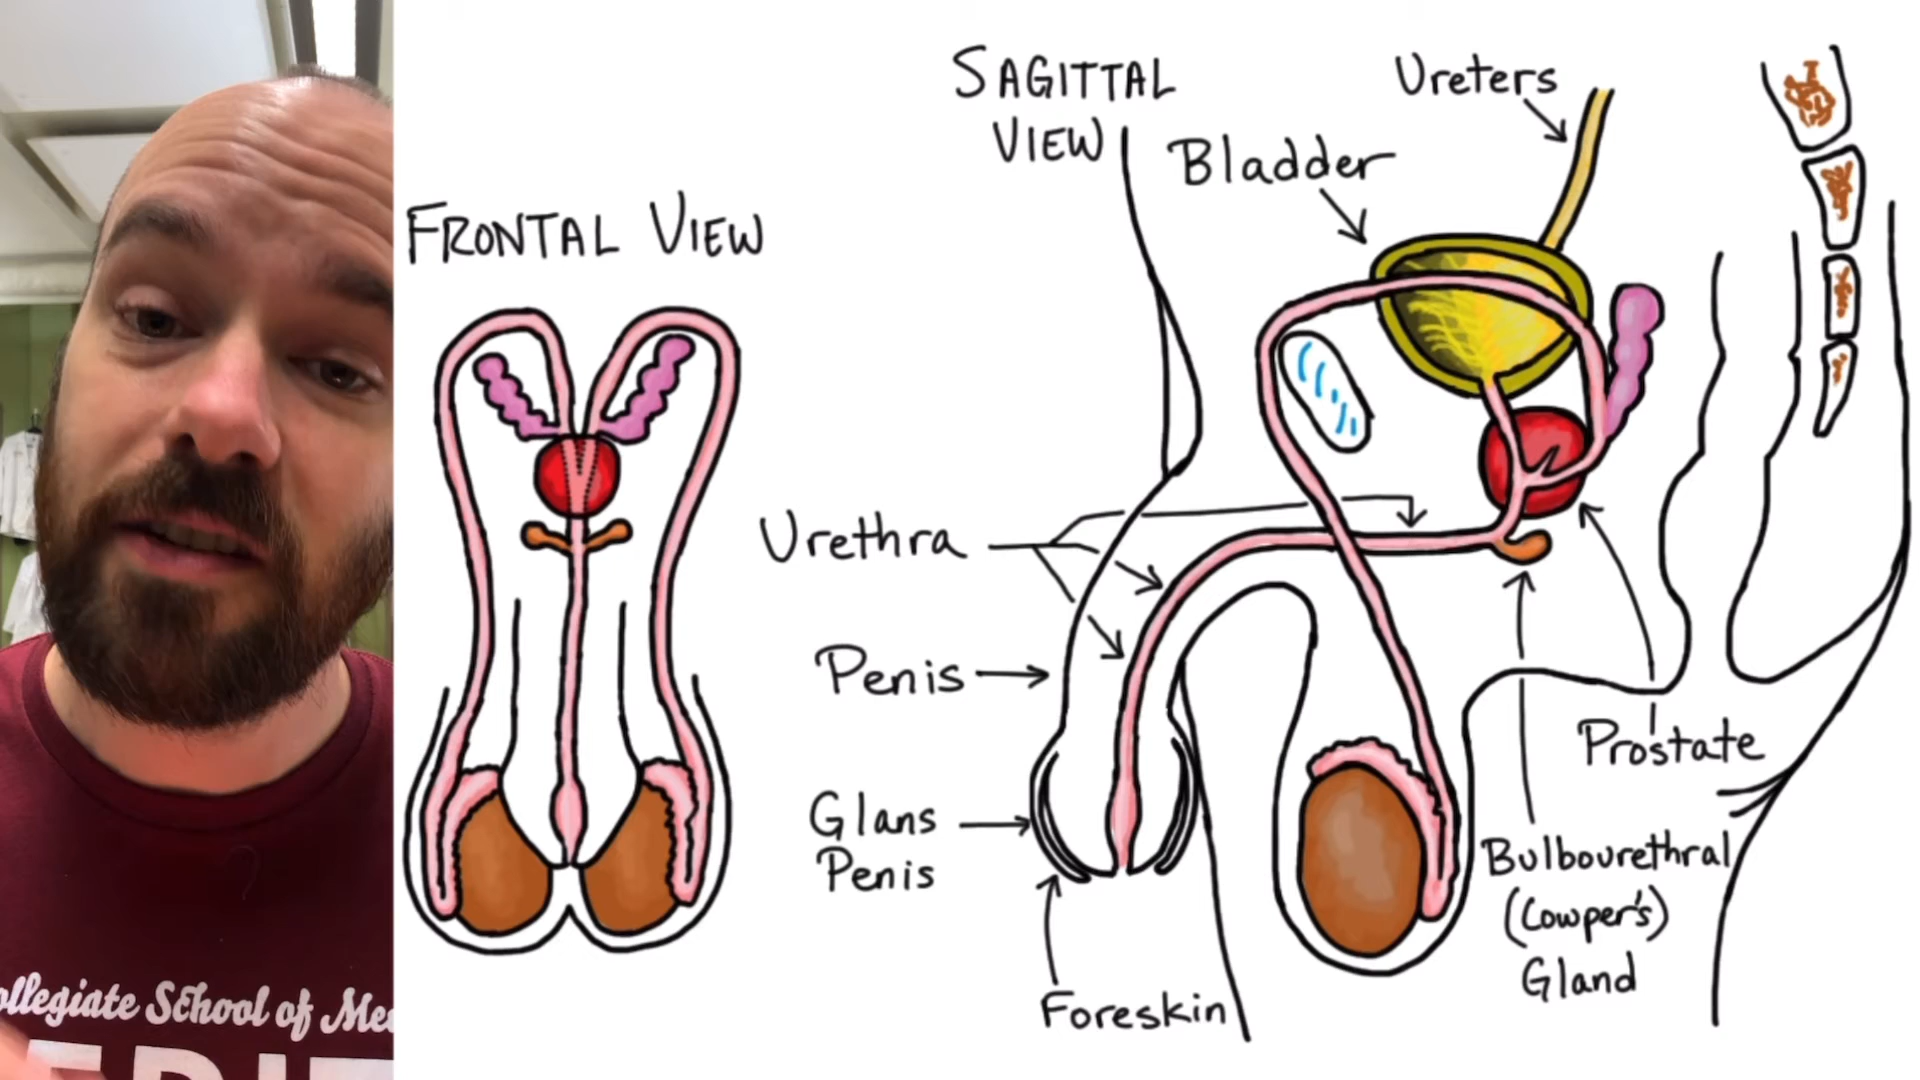 SAGITTAL
VIEW
Ureters
Bladder
FRONTAL VIEW
Urethra
Penis
Prostate
Glans
Penis
Bulbourethral
(Cowper's)
Gland
Foreskin
ollegiate School of Me